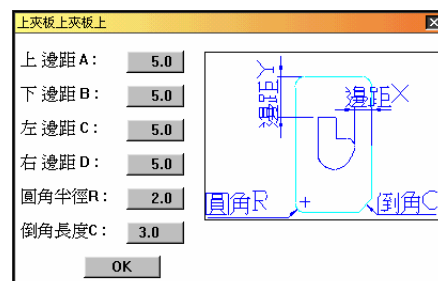 上夾板上夾板上
上邊距A: 5.0
下邊距B: 5.0
左邊距C: 5.0
右邊距D: 5.0
圓角半徑R: 2.0
倒角長度C: 3.0
OK
邊距Y
邊距X
圓角R
倒角C